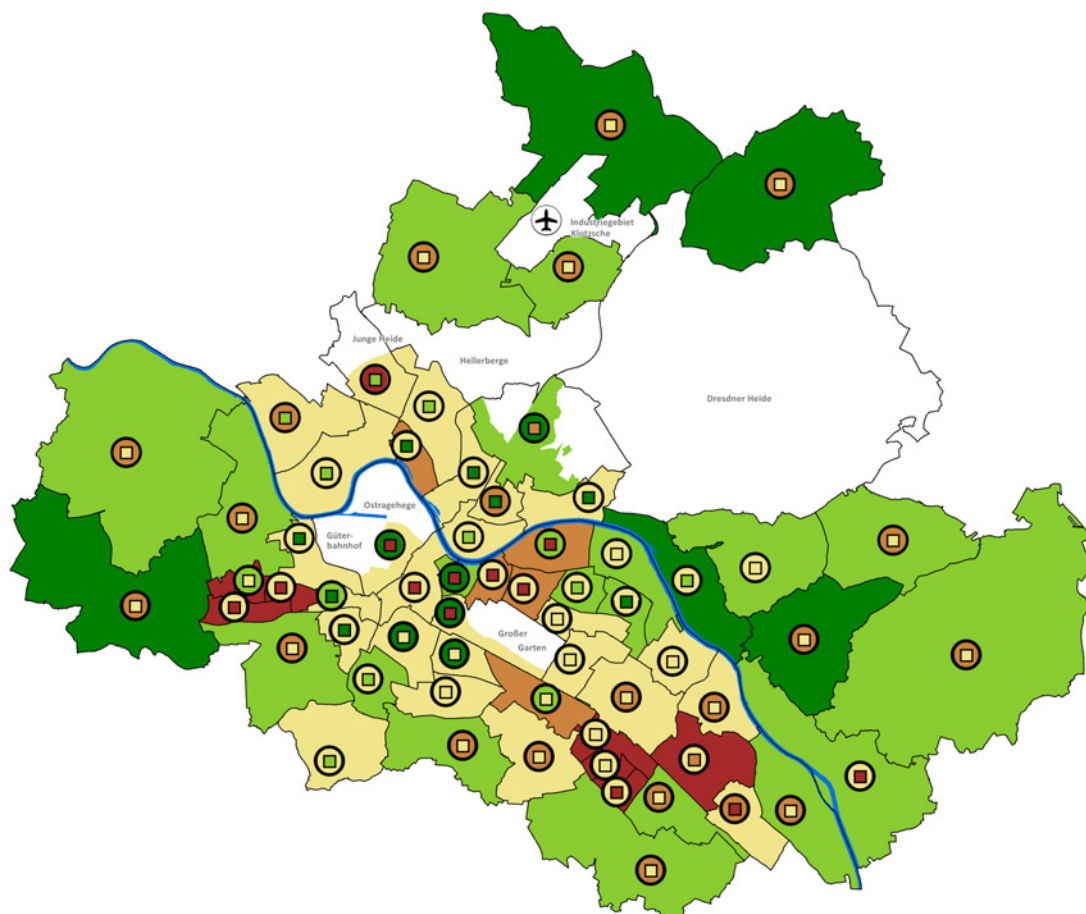 Industriegebiet
Klotzsche
Junge Heide
Hellerberge
Dresdner Heide
Ostragehege
Güter-
bahnhof
Großer
Garten